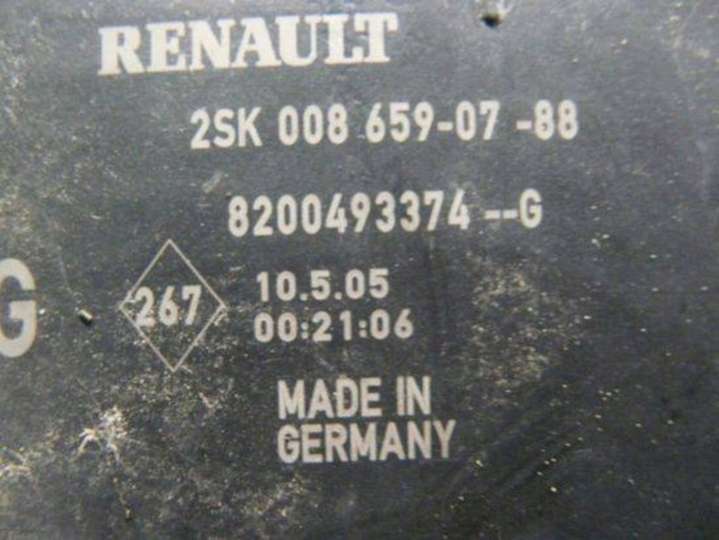 RENAULT
2SK 008 659-07 -88
8200493374 --G
G
267
10.5.05
00:21:06
MADE IN
GERMANY